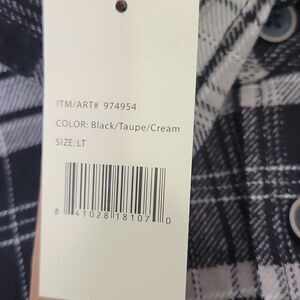 ITM/ART# 974954
COLOR: Black/Taupe/Cream
SIZE: LT
8 41028 18107 0